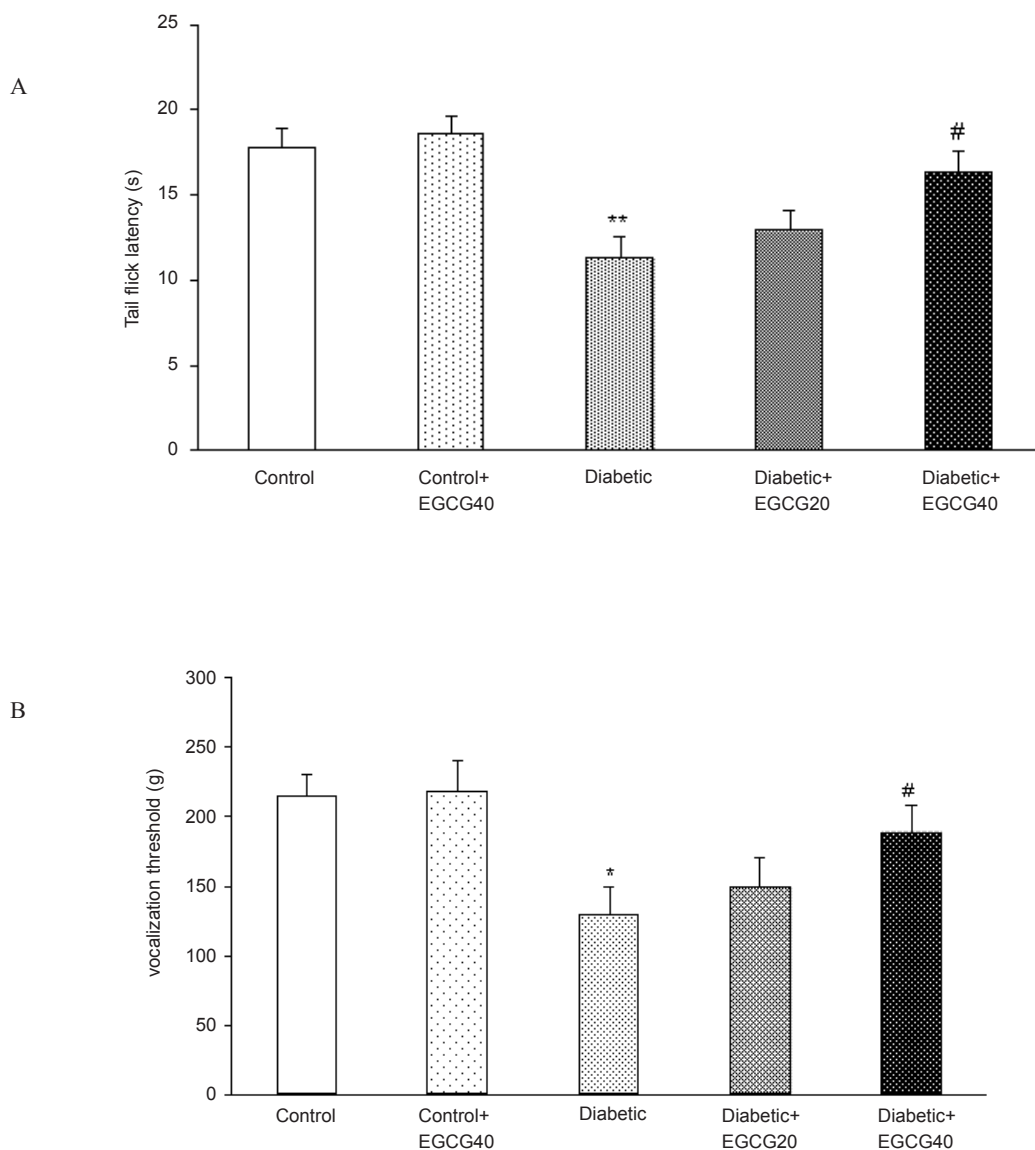 A
Tail flick latency (s)
25
20
15
10
5
0
**
#
Control
Control+
EGCG40
Diabetic
Diabetic+
EGCG20
Diabetic+
EGCG40
B
vocalization threshold (g)
300
250
200
150
100
50
0
*
#
Control
Control+
EGCG40
Diabetic
Diabetic+
EGCG20
Diabetic+
EGCG40